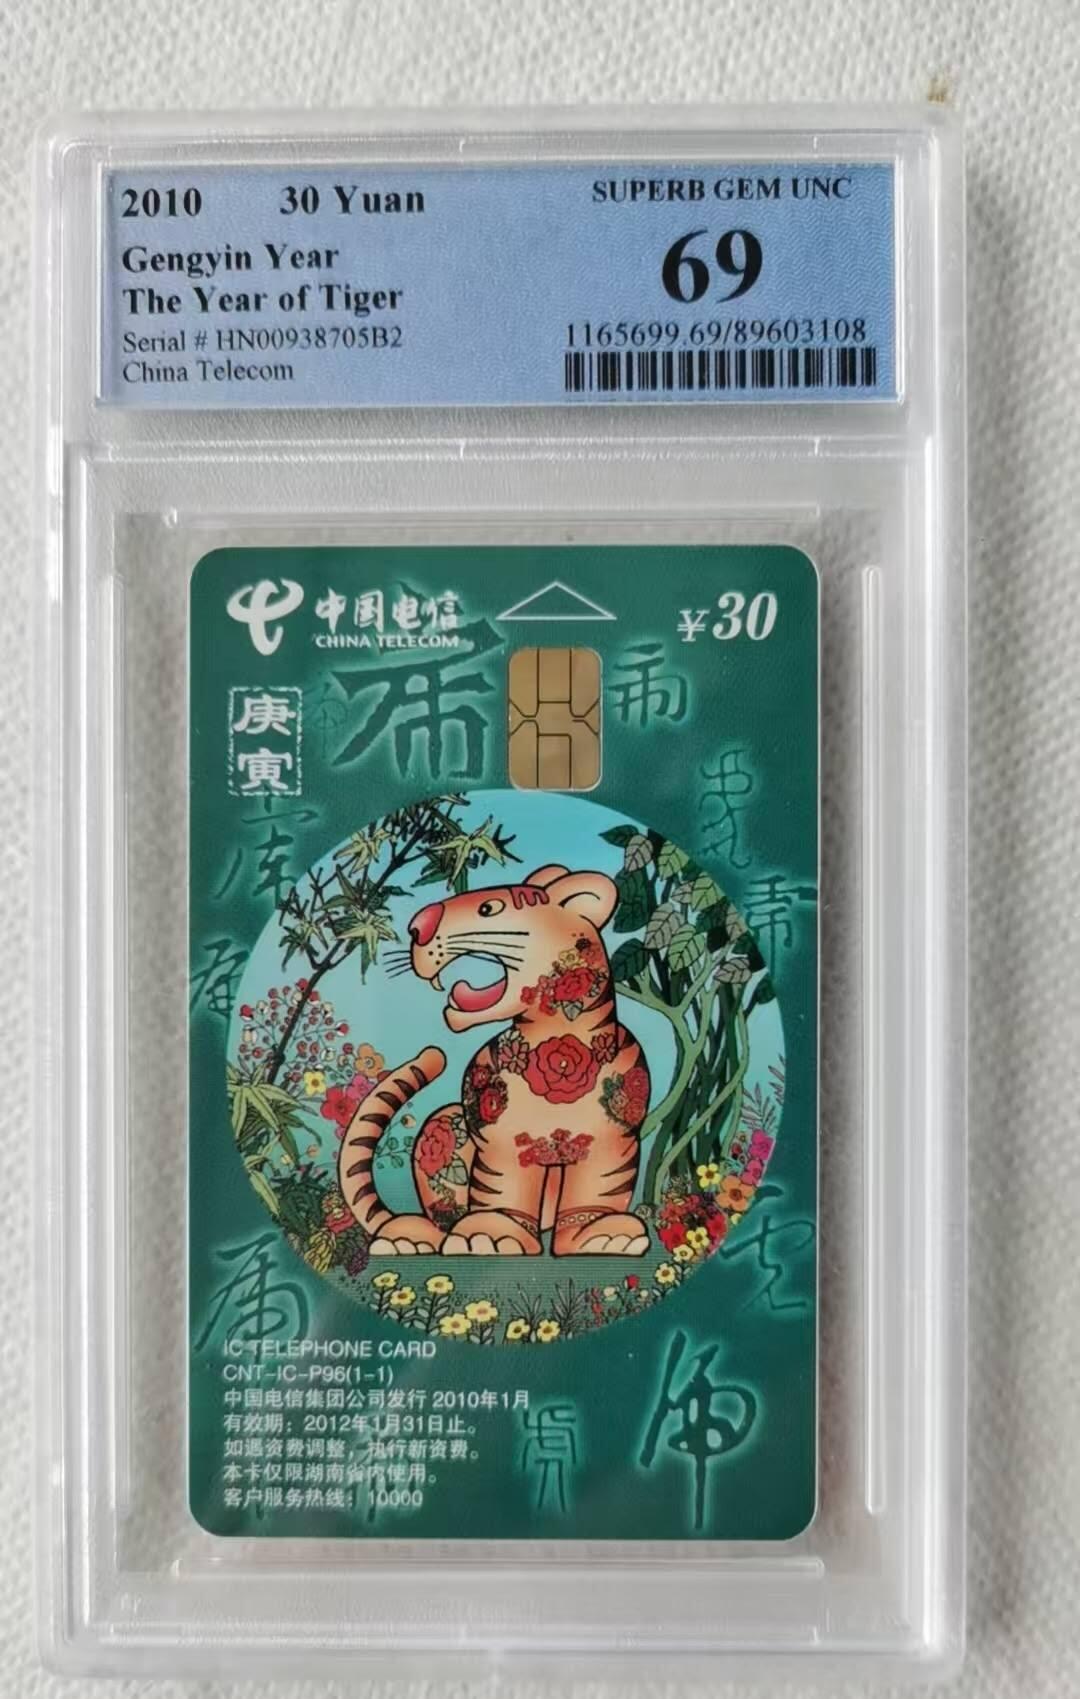 2010 30 Yuan
SUPERB GEM UNC
Gengyin Year
69
The Year of Tiger
Serial # HN00938705B2
1165699.69/89603108
China Telecom
中国电信
CHINA TELECOM
¥30
庚
寅
IC TELEPHONE CARD
CNT-IC-P96(1-1)
中国电信集团公司发行 2010年1月
有效期：2012年1月31日止。
如遇资费调整，执行新资费。
本卡仅限湖南省内使用。
客户服务热线：10000